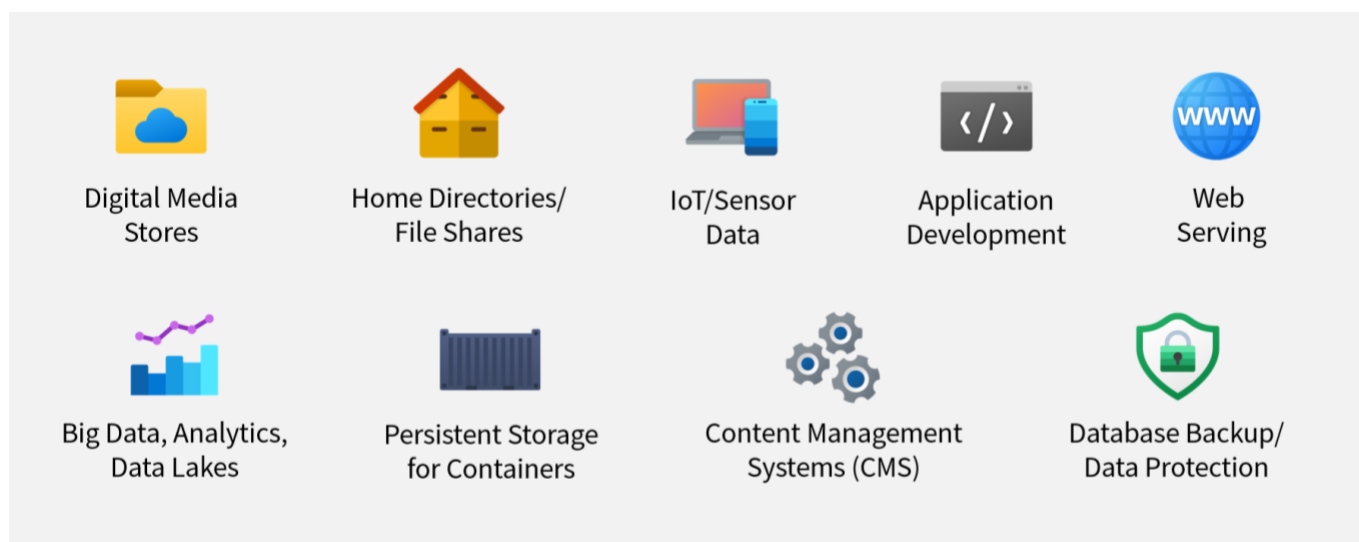 Digital Media
Stores
Home Directories/
File Shares
IoT/Sensor
Data
</>
Application
Development
www
Web
Serving
Big Data, Analytics,
Data Lakes
Persistent Storage
for Containers
Content Management
Systems (CMS)
Database Backup/
Data Protection